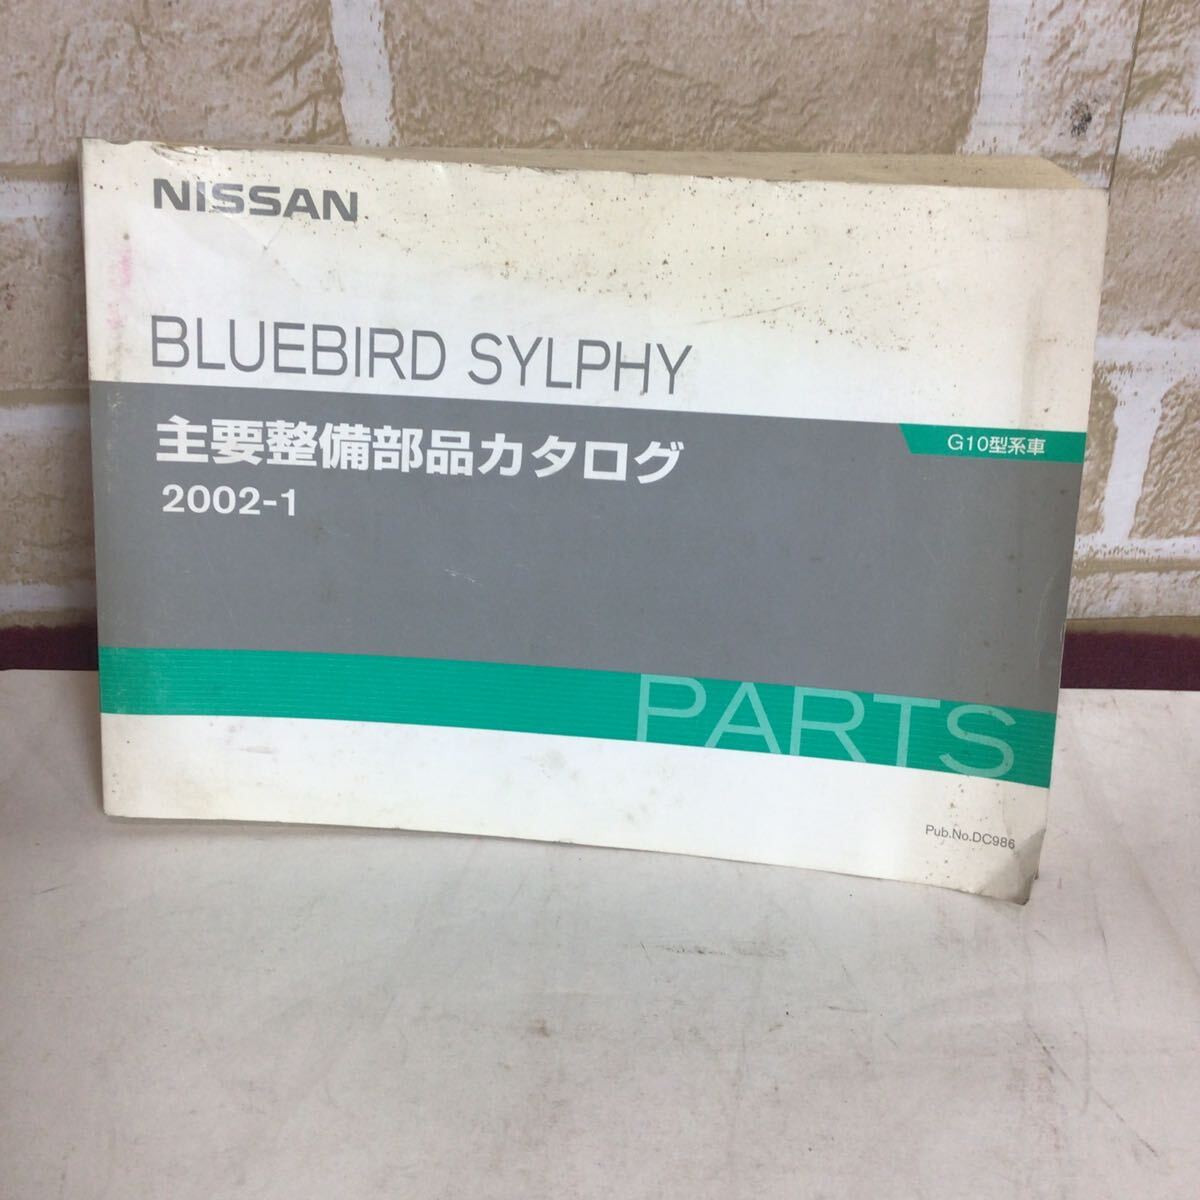 NISSAN
BLUEBIRD SYLPHY
主要整備部品カタログ
2002-1
G10型系車
PARTS
Pub.No.DC986